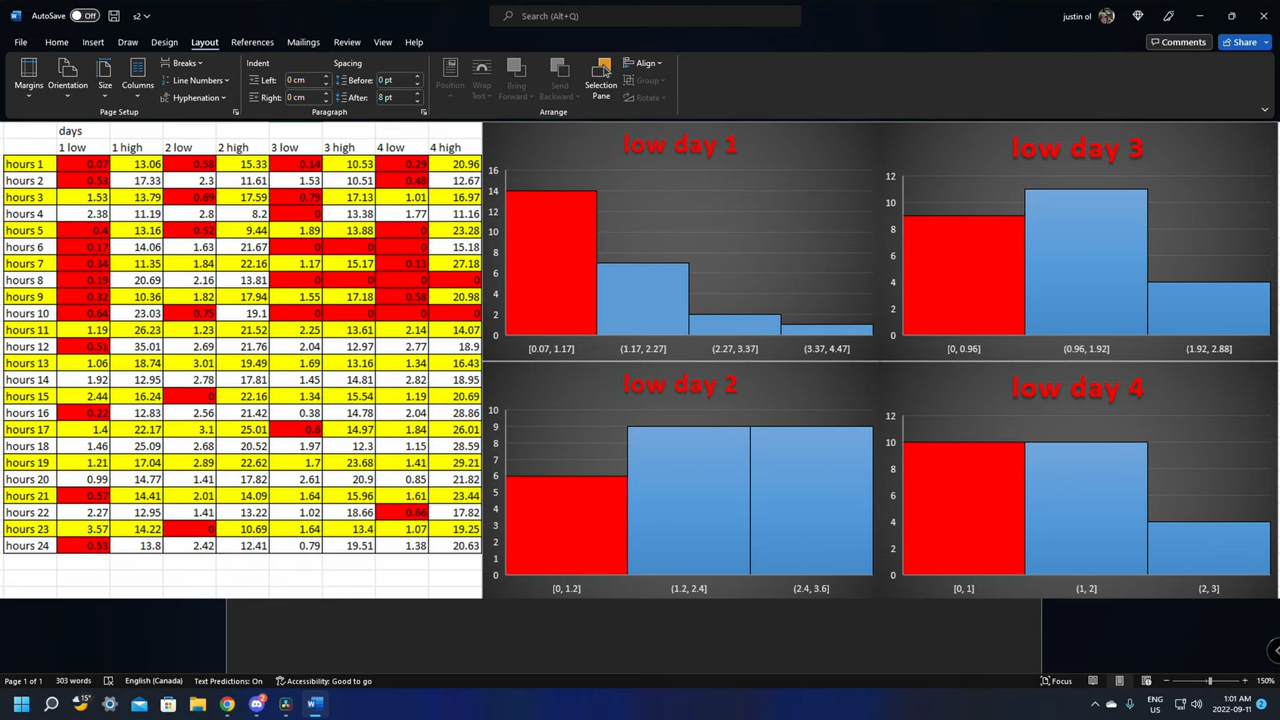 AutoSave Off s2 Search (Alt+Q) justin ol
File Home Insert Draw Design Layout References Mailings Review View Help Comments Share
Margins Orientation Size Columns Breaks Line Numbers Hyphenation
Indent Spacing
Left: 0 cm Before: 0 pt
Right: 0 cm After: 8 pt
Position Wrap Text Bring Forward Send Backward Selection Pane Align Group Rotate
Page Setup Paragraph Arrange
days
1 low 1 high 2 low 2 high 3 low 3 high 4 low 4 high
hours 1 0.07 13.06 0.58 15.33 0.14 10.53 0.29 20.96
hours 2 0.53 17.33 2.3 11.61 1.53 10.51 0.48 12.67
hours 3 1.53 13.79 0.69 17.59 0.79 17.13 1.01 16.97
hours 4 2.38 11.19 2.8 8.2 0 13.38 1.77 11.16
hours 5 0.4 13.16 0.52 9.44 1.89 13.88 0 23.28
hours 6 0.17 14.06 1.63 21.67 0 0 0 15.18
hours 7 0.34 11.35 1.84 22.16 1.17 15.17 0.13 27.18
hours 8 0.19 20.69 2.16 13.81 0 0 0 0
hours 9 0.32 10.36 1.82 17.94 1.55 17.18 0.58 20.98
hours 10 0.64 23.03 0.75 19.1 0 0 0 0
hours 11 1.19 26.23 1.23 21.52 2.25 13.61 2.14 14.07
hours 12 0.51 35.01 2.69 21.76 2.04 12.97 2.77 18.9
hours 13 1.06 18.74 3.01 19.49 1.69 13.16 1.34 16.43
hours 14 1.92 12.95 2.78 17.81 1.45 14.81 2.82 18.95
hours 15 2.44 16.24 0 22.16 1.34 15.54 1.19 20.69
hours 16 0.22 12.83 2.56 21.42 0.38 14.78 2.04 28.86
hours 17 1.4 22.17 3.1 25.01 0.6 14.97 1.84 26.01
hours 18 1.46 25.09 2.68 20.52 1.97 12.3 1.15 28.59
hours 19 1.21 17.04 2.89 22.62 1.7 23.68 1.41 29.21
hours 20 0.99 14.77 1.41 17.82 2.61 20.9 0.85 21.82
hours 21 0.57 14.41 2.01 14.09 1.64 15.96 1.61 23.44
hours 22 2.27 12.95 1.41 13.22 1.02 18.66 0.66 17.82
hours 23 3.57 14.22 0 10.69 1.64 13.4 1.07 19.25
hours 24 0.53 13.8 2.42 12.41 0.79 19.51 1.38 20.63
low day 1
16
14
12
10
8
6
4
2
0
[0.07, 1.17] (1.17, 2.27] (2.27, 3.37] (3.37, 4.47]
low day 3
12
10
8
6
4
2
0
[0, 0.96] (0.96, 1.92] (1.92, 2.88]
low day 2
10
9
8
7
6
5
4
3
2
1
0
[0, 1.2] (1.2, 2.4] (2.4, 3.6]
low day 4
12
10
8
6
4
2
0
[0, 1] (1, 2] (2, 3]
Page 1 of 1 303 words English (Canada) Text Predictions: On Accessibility: Good to go Focus 150%
15° 2 ENG US 1:01 AM 2022-09-11 2